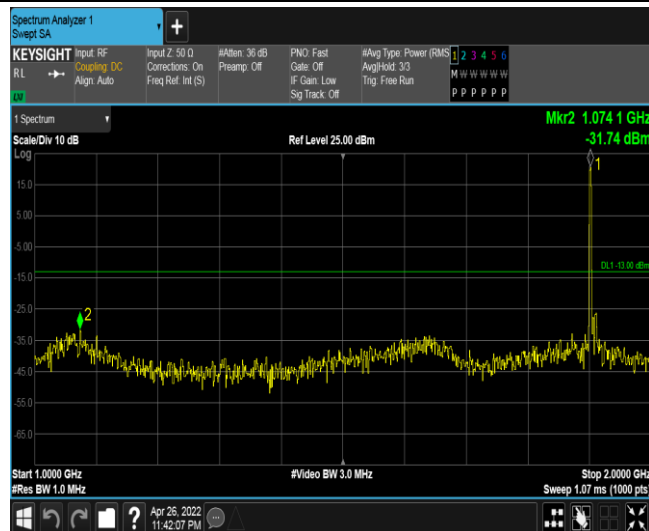 Spectrum Analyzer 1
Swept SA
+
KEYSIGHT
RL
Input: RF
Coupling: DC
Align: Auto
Input Z: 50 Ω
Corrections: On
Freq Ref: Int (S)
#Atten: 36 dB
Preamp: Off
PNO: Fast
Gate: Off
IF Gain: Low
Sig Track: Off
#Avg Type: Power (RMS
Avg|Hold: 3/3
Trig: Free Run
1 2 3 4 5 6
M W W W W W
P P P P P P
1 Spectrum
Scale/Div 10 dB
Log
Ref Level 25.00 dBm
Mkr2 1.074 1 GHz
-31.74 dBm
1
15.0
5.00
-5.00
DL1 -13.00 dBm
-15.0
-25.0
2
-35.0
-45.0
-55.0
-65.0
Start 1.0000 GHz
#Res BW 1.0 MHz
#Video BW 3.0 MHz
Stop 2.0000 GHz
Sweep 1.07 ms (1000 pts)
?
Apr 26, 2022
11:42:07 PM